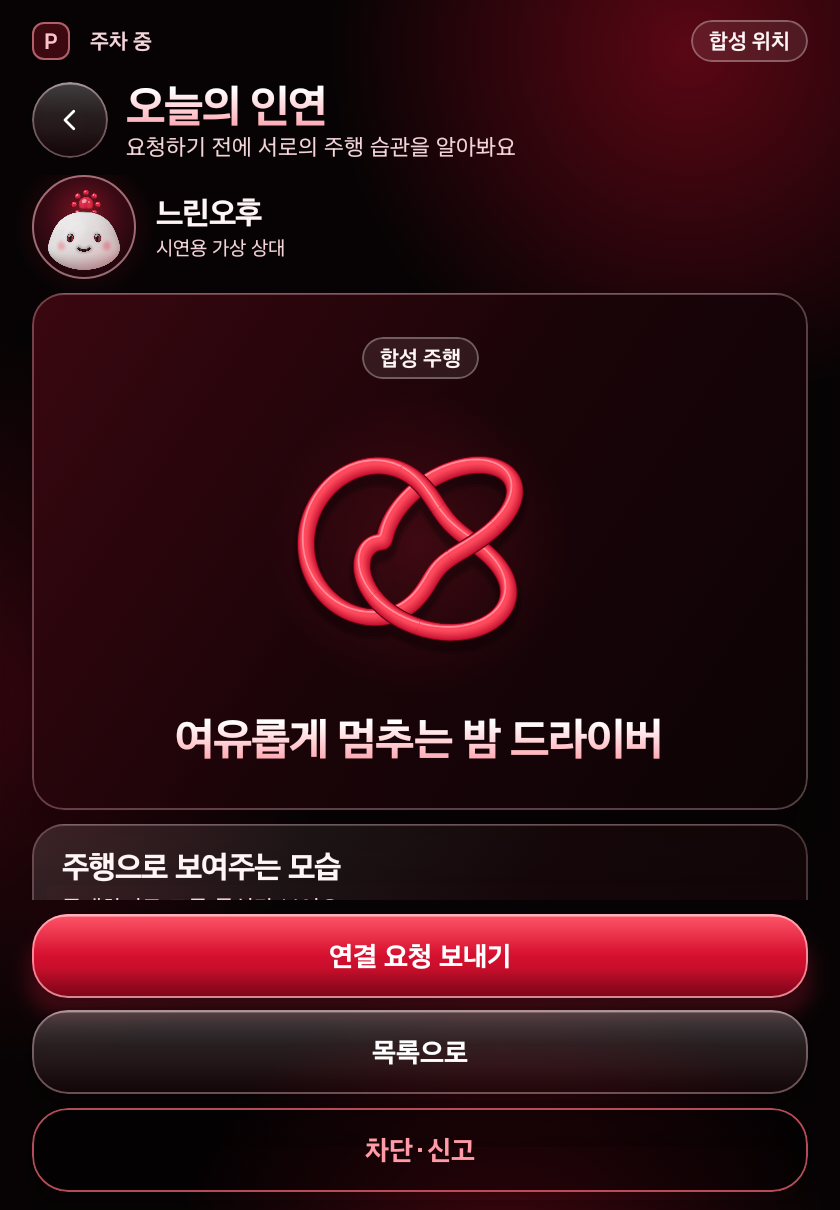 P 주차 중
합성 위치
오늘의 인연
요청하기 전에 서로의 주행 습관을 알아봐요
느린오후
시연용 가상 상대
합성 주행
여유롭게 멈추는 밤 드라이버
주행으로 보여주는 모습
연결 요청 보내기
목록으로
차단·신고